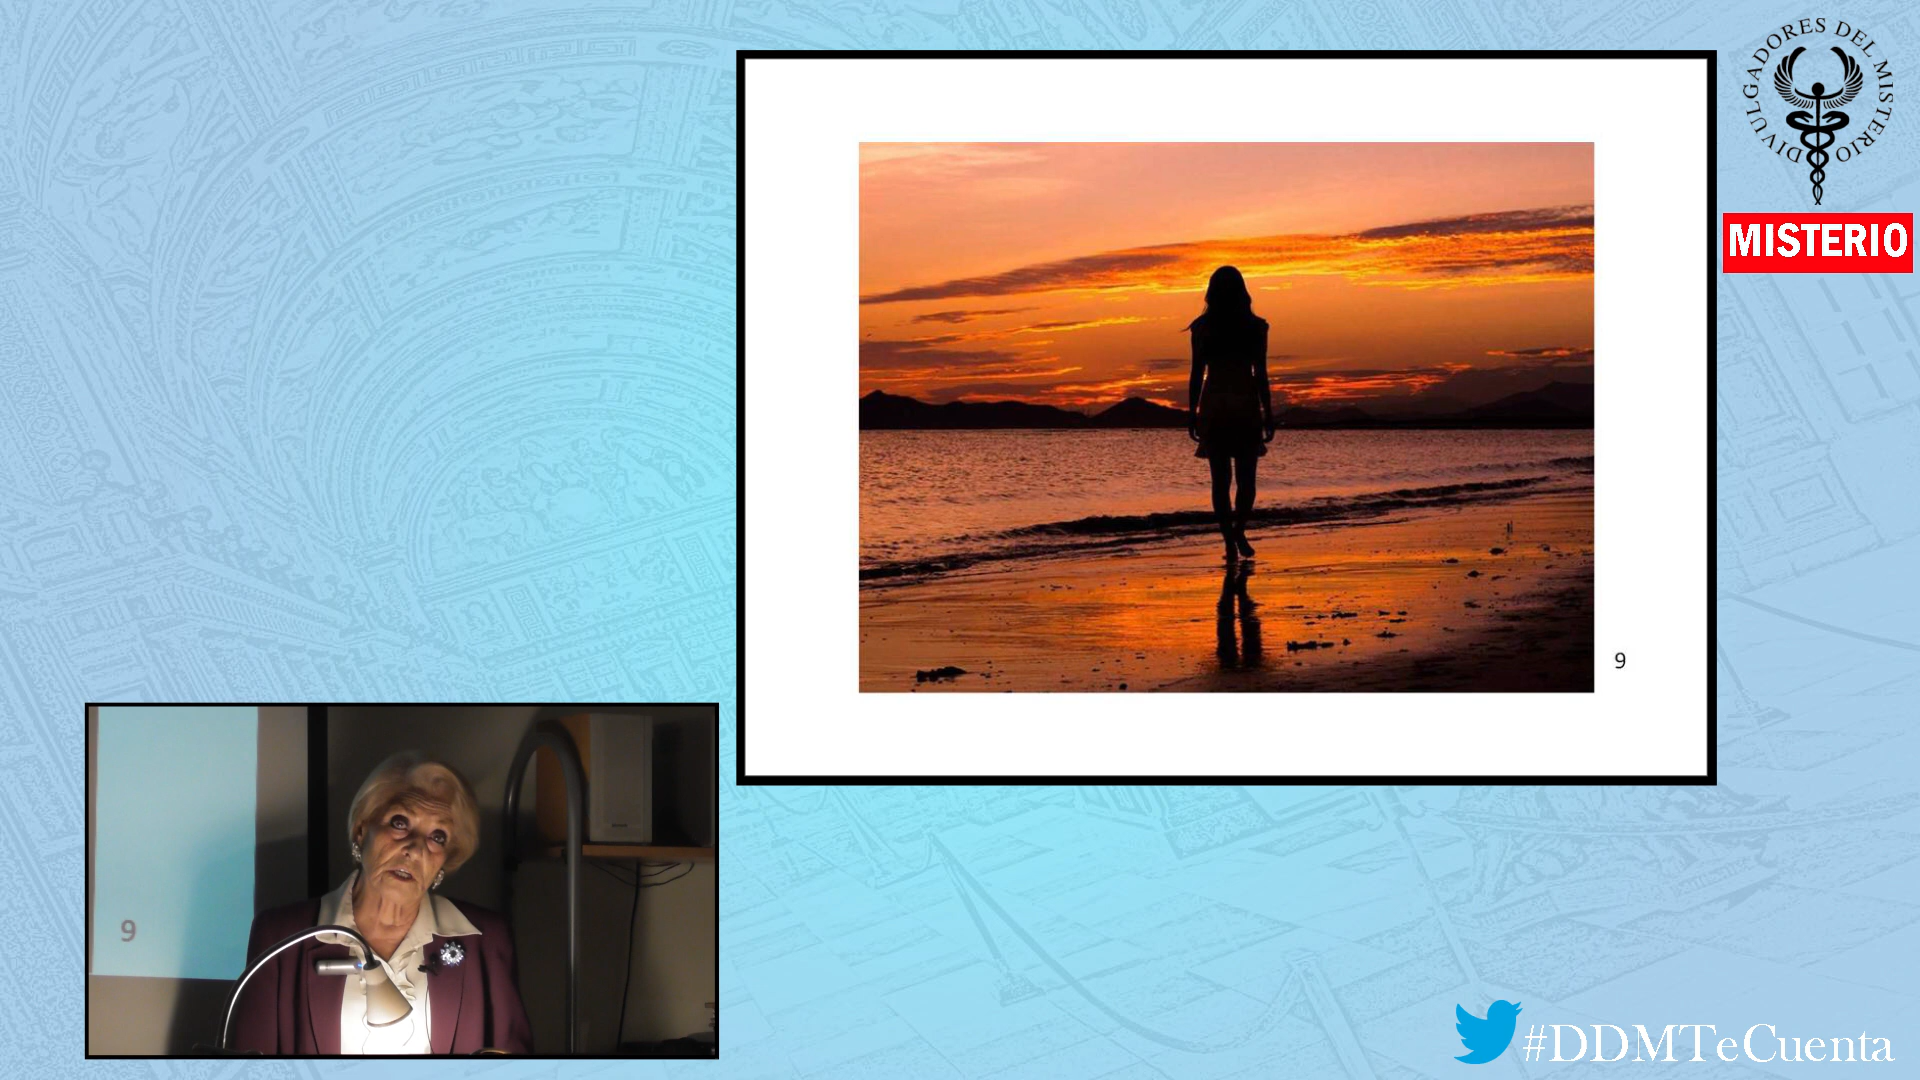 DIVULGADORES DEL MISTERIO
MISTERIO
9
9
#DDMTeCuenta